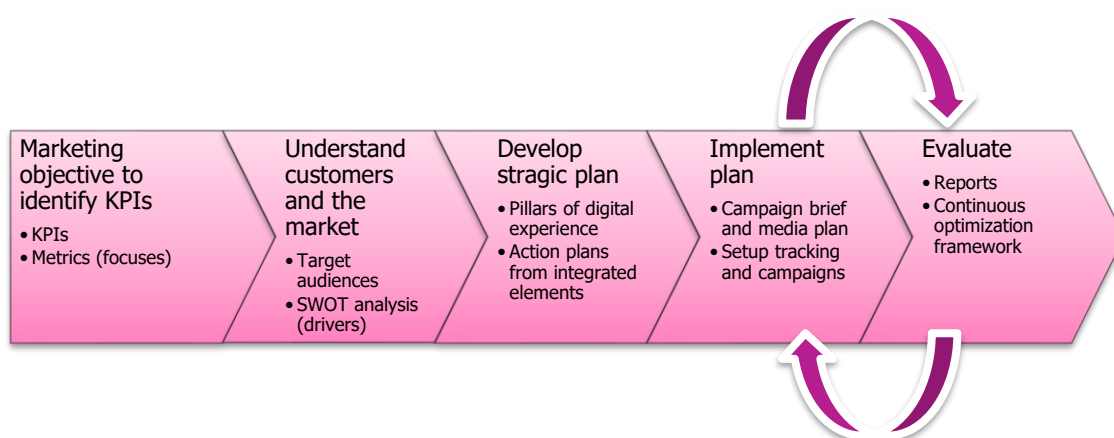 Marketing
objective to
identify KPIs
• KPIs
• Metrics (focuses)
Understand
customers
and the
market
• Target
audiences
• SWOT analysis
(drivers)
Develop
stragic plan
• Pillars of digital
experience
• Action plans
from integrated
elements
Implement
plan
• Campaign brief
and media plan
• Setup tracking
and campaigns
Evaluate
• Reports
• Continuous
optimization
framework